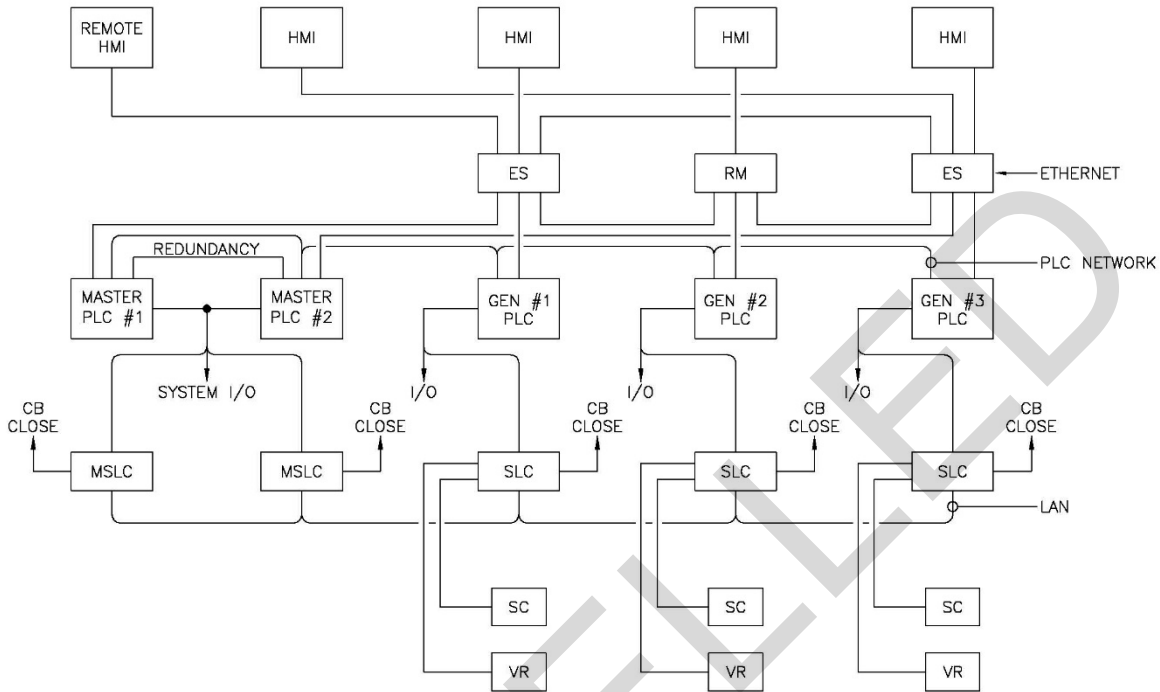 REMOTE
HMI
HMI
HMI
HMI
HMI
ES
RM
ES
ETHERNET
REDUNDANCY
PLC NETWORK
MASTER
PLC #1
MASTER
PLC #2
GEN #1
PLC
GEN #2
PLC
GEN #3
PLC
SYSTEM I/O
I/O
I/O
I/O
CB
CLOSE
CB
CLOSE
CB
CLOSE
CB
CLOSE
CB
CLOSE
MSLC
MSLC
SLC
SLC
SLC
LAN
SC
SC
SC
VR
VR
VR
ELLED